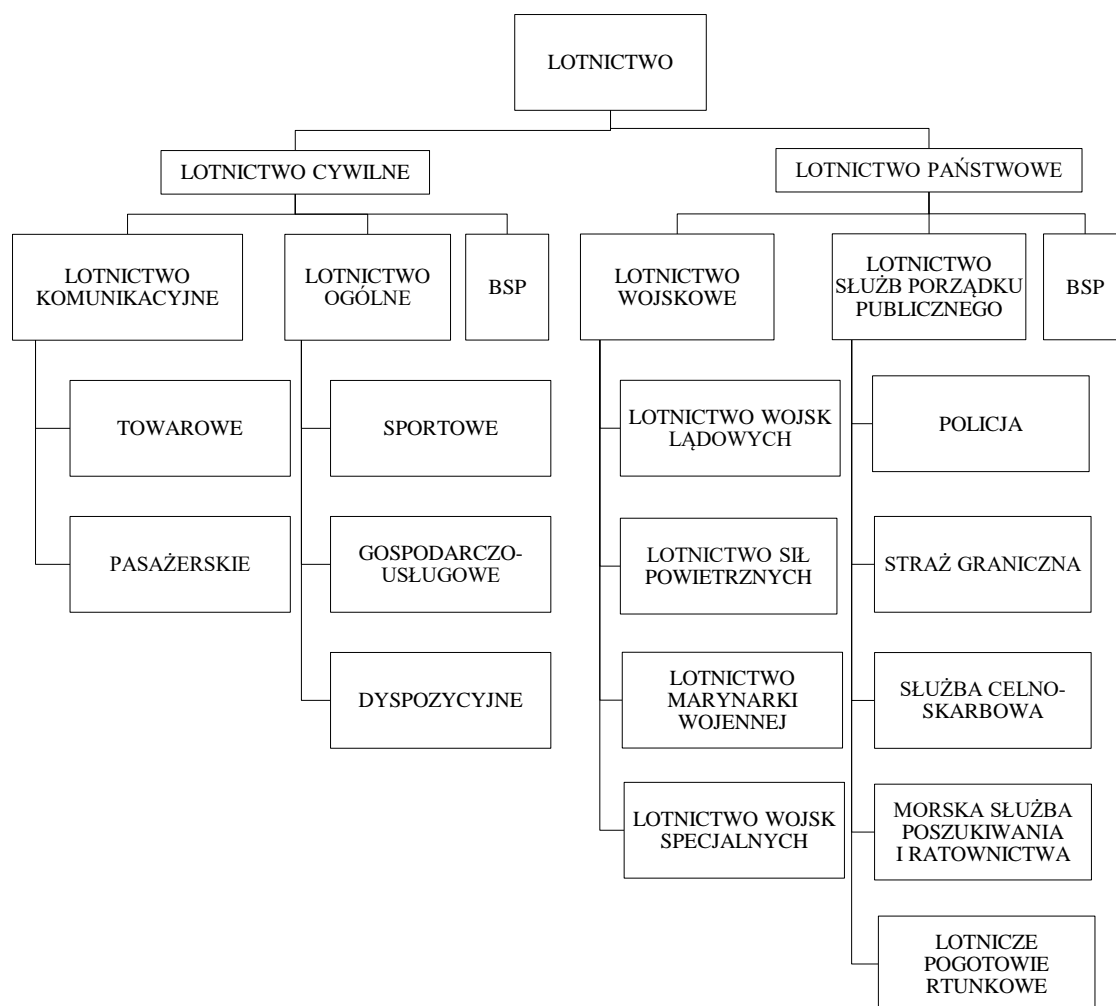 LOTNICTWO
LOTNICTWO CYWILNE
LOTNICTWO PAŃSTWOWE
LOTNICTWO
KOMUNIKACYJNE
LOTNICTWO
OGÓLNE
BSP
LOTNICTWO
WOJSKOWE
LOTNICTWO
SŁUŻB PORZĄDKU
PUBLICZNEGO
BSP
TOWAROWE
PASAŻERSKIE
SPORTOWE
GOSPODARCZO-
USŁUGOWE
DYSPOZYCYJNE
LOTNICTWO WOJSK
LĄDOWYCH
LOTNICTWO SIŁ
POWIETRZNYCH
LOTNICTWO
MARYNARKI
WOJENNEJ
LOTNICTWO WOJSK
SPECJALNYCH
POLICJA
STRAŻ GRANICZNA
SŁUŻBA CELNO-
SKARBOWA
MORSKA SŁUŻBA
POSZUKIWANIA
I RATOWNICTWA
LOTNICZE
POGOTOWIE
RTUNKOWE